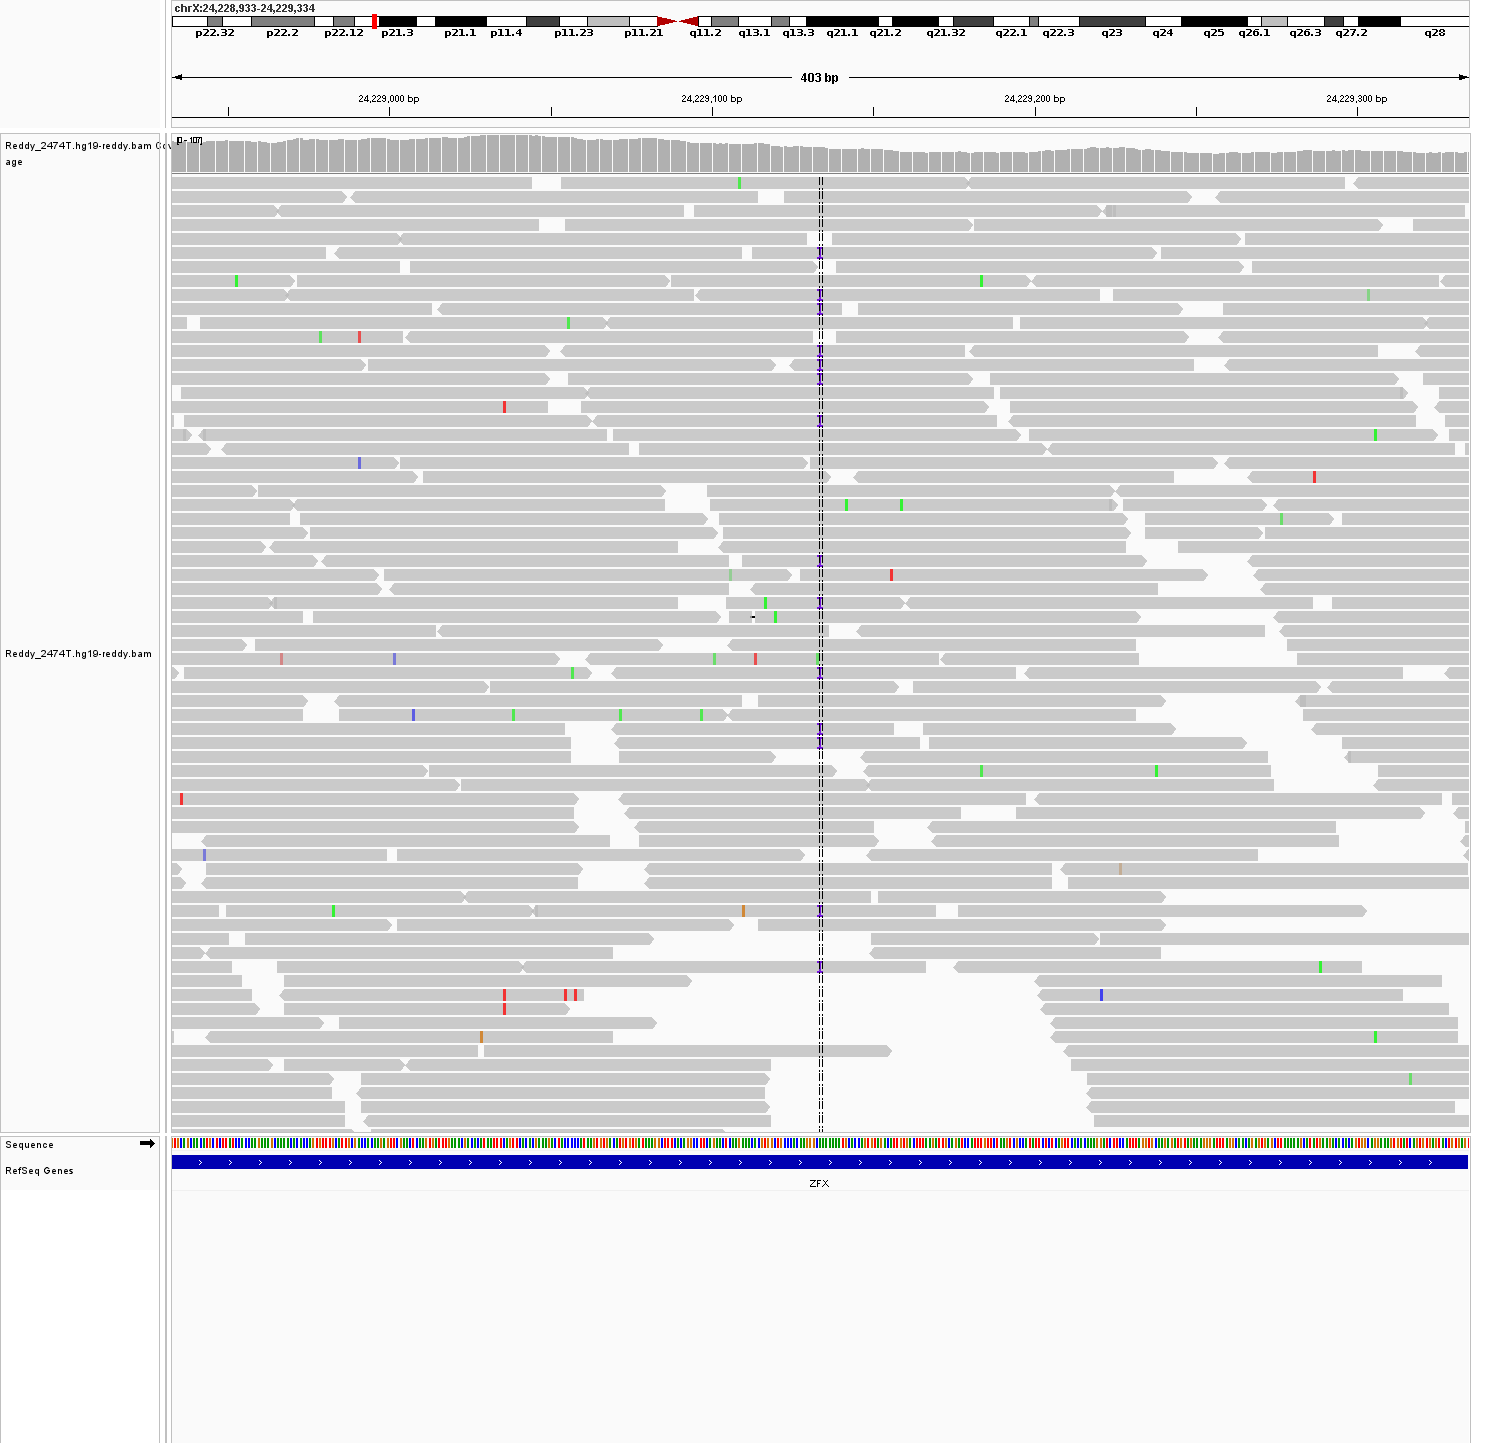 chrX:24,228,933-24,229,334
p22.32 p22.2 p22.12 p21.3 p21.1 p11.4 p11.23 p11.21 q11.2 q13.1 q13.3 q21.1 q21.2 q21.32 q22.1 q22.3 q23 q24 q25 q26.1 q26.3 q27.2 q28
403 bp
24,229,000 bp 24,229,100 bp 24,229,200 bp 24,229,300 bp
Reddy_2474T.hg19-reddy.bam Cov
age
[0 - 107]
Reddy_2474T.hg19-reddy.bam
Sequence
RefSeq Genes
ZFX